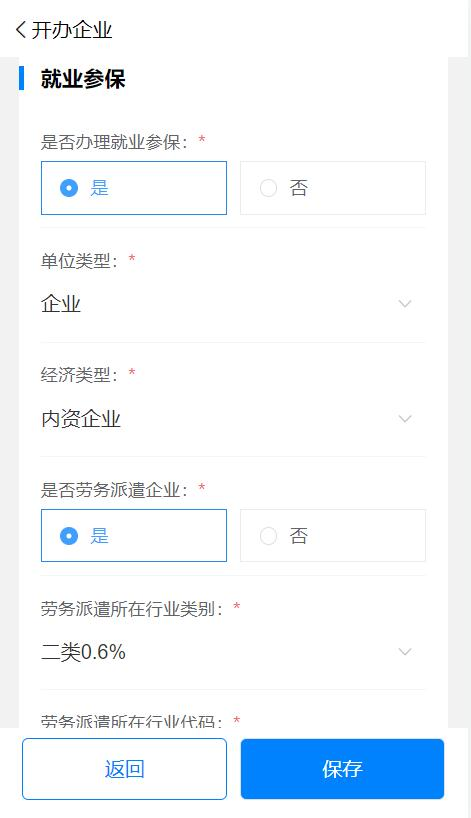 开办企业
就业参保
是否办理就业参保：*
是
否
单位类型：*
企业
经济类型：*
内资企业
是否劳务派遣企业：*
是
否
劳务派遣所在行业类别：*
二类0.6%
劳务派遣所在行业代码：*
返回
保存